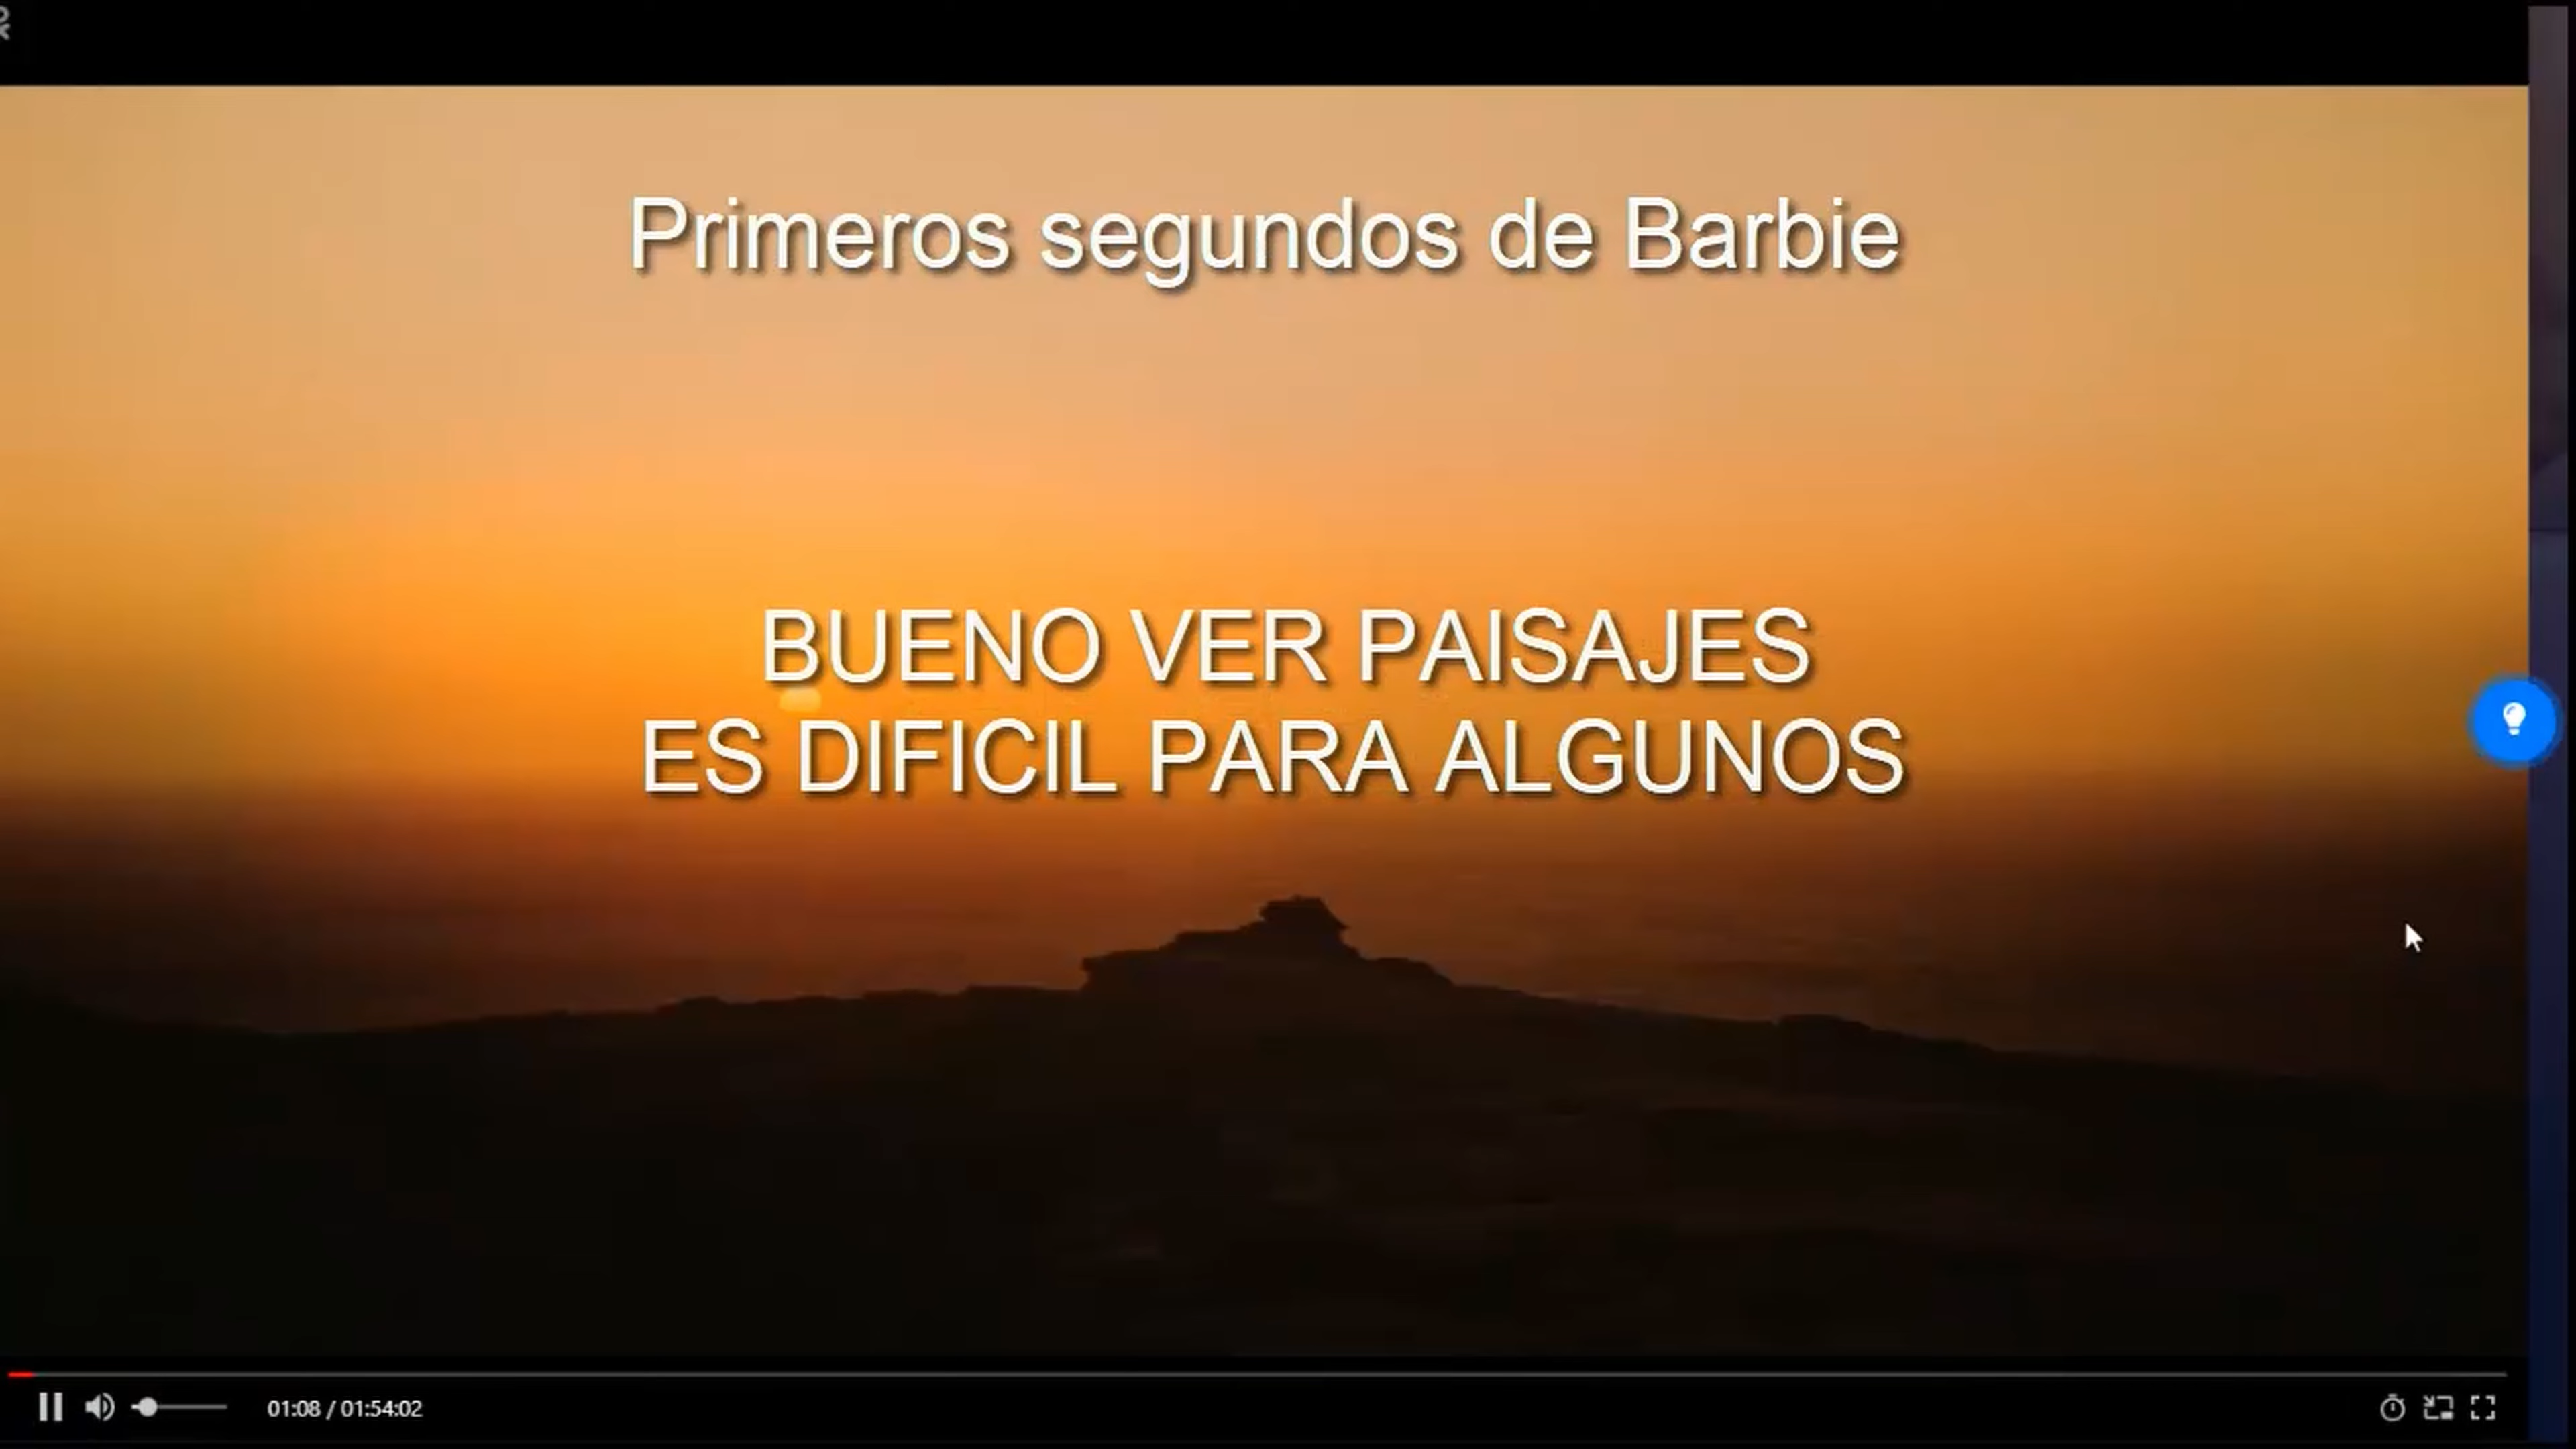 Primeros segundos de Barbie
BUENO VER PAISAJES
ES DIFICIL PARA ALGUNOS
01:08 / 01:54:02